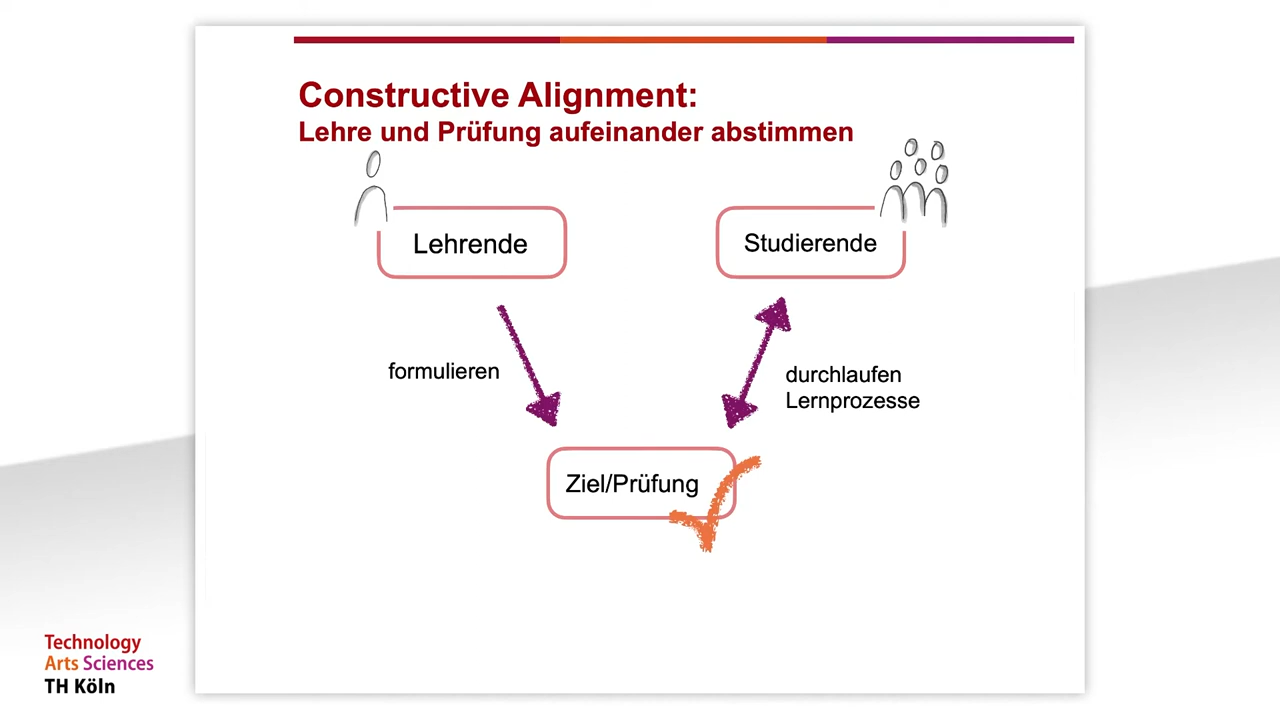 Constructive Alignment:
Lehre und Prüfung aufeinander abstimmen
Lehrende
Studierende
formulieren
durchlaufen
Lernprozesse
Ziel/Prüfung
Technology
Arts Sciences
TH Köln